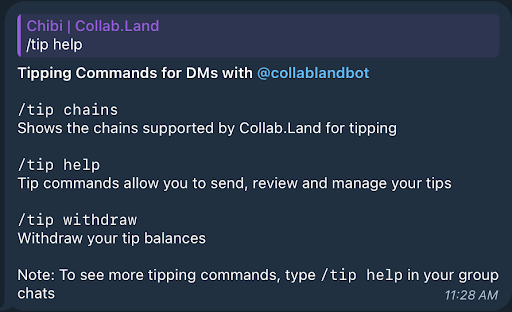 Chibi | Collab.Land
/tip help
Tipping Commands for DMs with @collablandbot
/tip chains
Shows the chains supported by Collab.Land for tipping
/tip help
Tip commands allow you to send, review and manage your tips
/tip withdraw
Withdraw your tip balances
Note: To see more tipping commands, type /tip help in your group
chats
11:28 AM